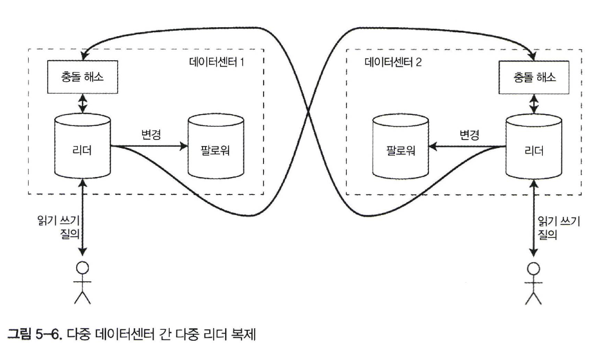 데이터센터 1
데이터센터 2
충돌 해소
충돌 해소
변경
변경
리더
팔로워
팔로워
리더
읽기 쓰기
질의
읽기 쓰기
질의
그림 5-6. 다중 데이터센터 간 다중 리더 복제